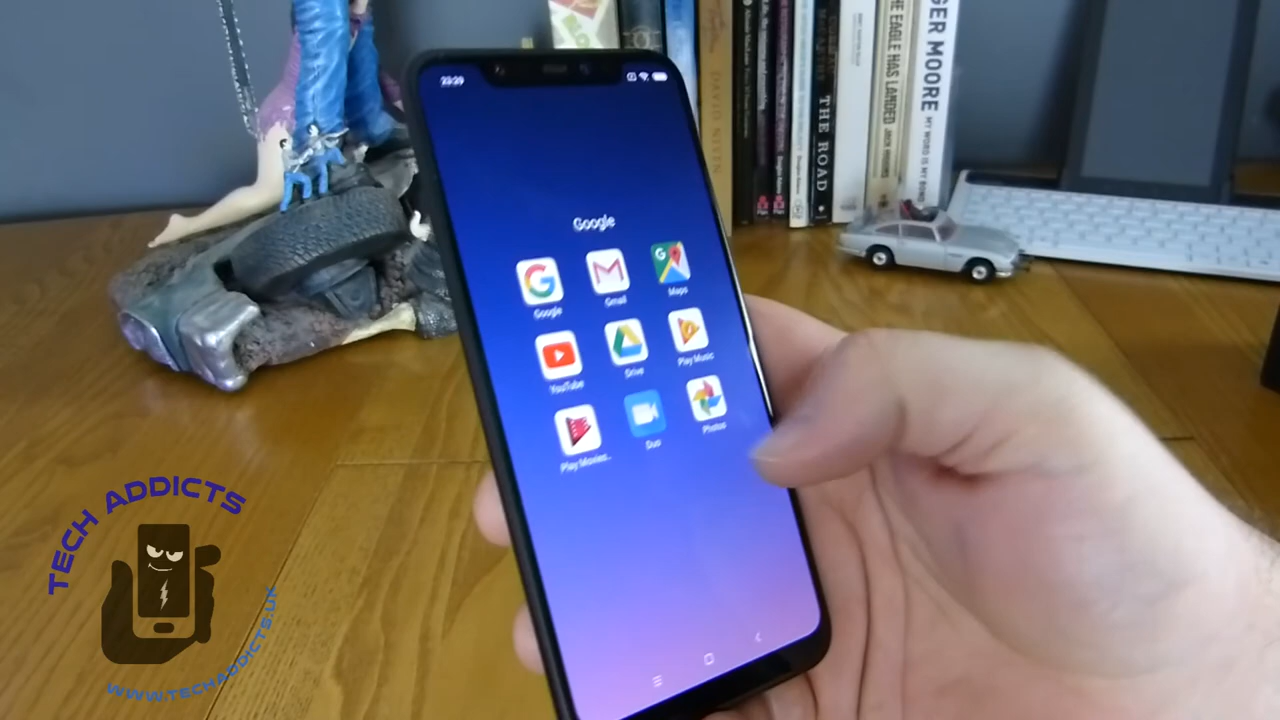 23:29
Google
Google
Gmail
Maps
YouTube
Drive
Play Music
Play Movies..
Duo
Photos
THE ROAD
THE EAGLE HAS LANDED
GER MOORE MY WORD IS MY BOND
DAVID NIVEN
TECH ADDICTS
WWW.TECHADDICTS.UK